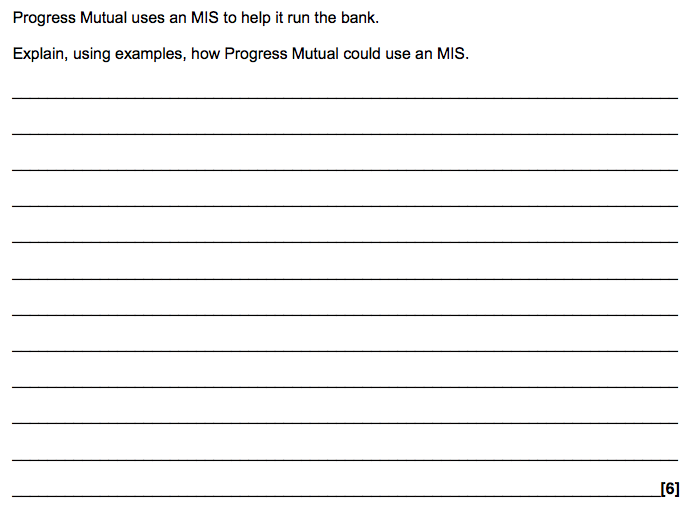 Progress Mutual uses an MIS to help it run the bank.
Explain, using examples, how Progress Mutual could use an MIS.
[6]